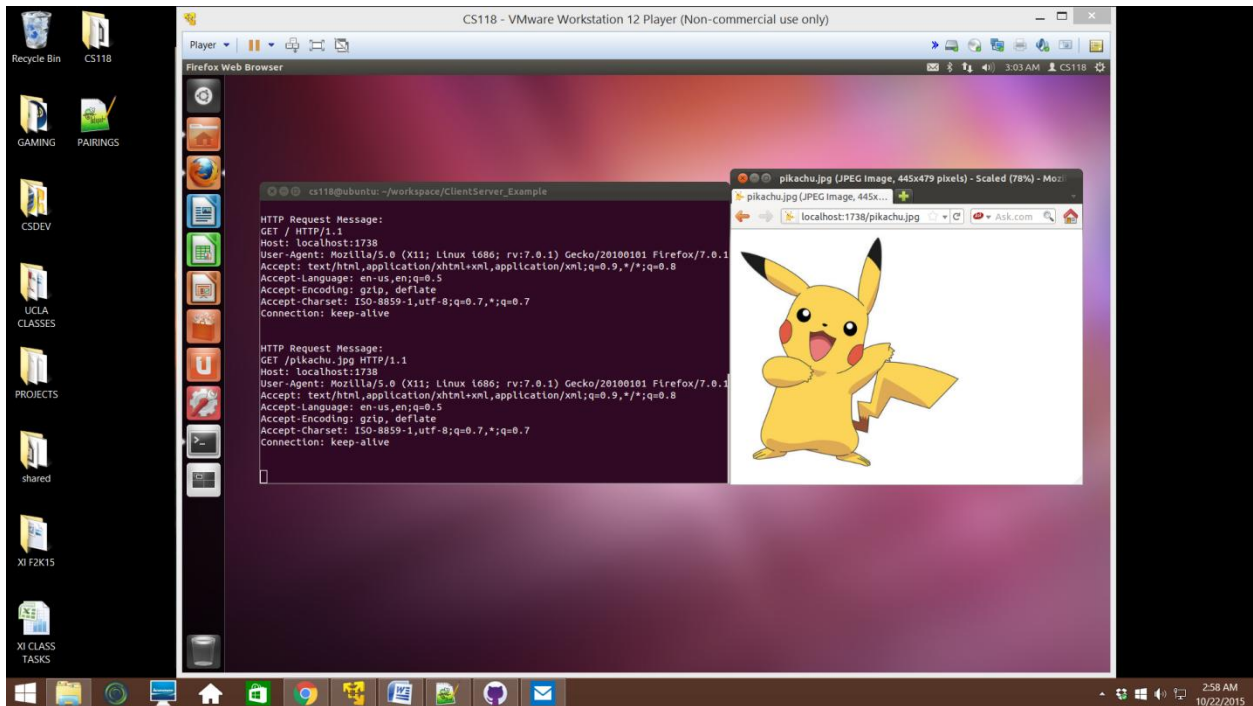 CS118 - VMware Workstation 12 Player (Non-commercial use only)
Player
Firefox Web Browser
3:03 AM CS118
Recycle Bin
CS118
GAMING
PAIRINGS
CSDEV
UCLA
CLASSES
PROJECTS
shared
XI F2K15
XI CLASS
TASKS
cs118@ubuntu: ~/workspace/ClientServer_Example
HTTP Request Message:
GET / HTTP/1.1
Host: localhost:1738
User-Agent: Mozilla/5.0 (X11; Linux i686; rv:7.0.1) Gecko/20100101 Firefox/7.0.1
Accept: text/html,application/xhtml+xml,application/xml;q=0.9,*/*;q=0.8
Accept-Language: en-us,en;q=0.5
Accept-Encoding: gzip, deflate
Accept-Charset: ISO-8859-1,utf-8;q=0.7,*;q=0.7
Connection: keep-alive
HTTP Request Message:
GET /pikachu.jpg HTTP/1.1
Host: localhost:1738
User-Agent: Mozilla/5.0 (X11; Linux i686; rv:7.0.1) Gecko/20100101 Firefox/7.0.1
Accept: text/html,application/xhtml+xml,application/xml;q=0.9,*/*;q=0.8
Accept-Language: en-us,en;q=0.5
Accept-Encoding: gzip, deflate
Accept-Charset: ISO-8859-1,utf-8;q=0.7,*;q=0.7
Connection: keep-alive
pikachu.jpg (JPEG Image, 445x479 pixels) - Scaled (78%) - Mozi
pikachu.jpg (JPEG Image, 445x...
localhost:1738/pikachu.jpg
Ask.com
2:58 AM
10/22/2015